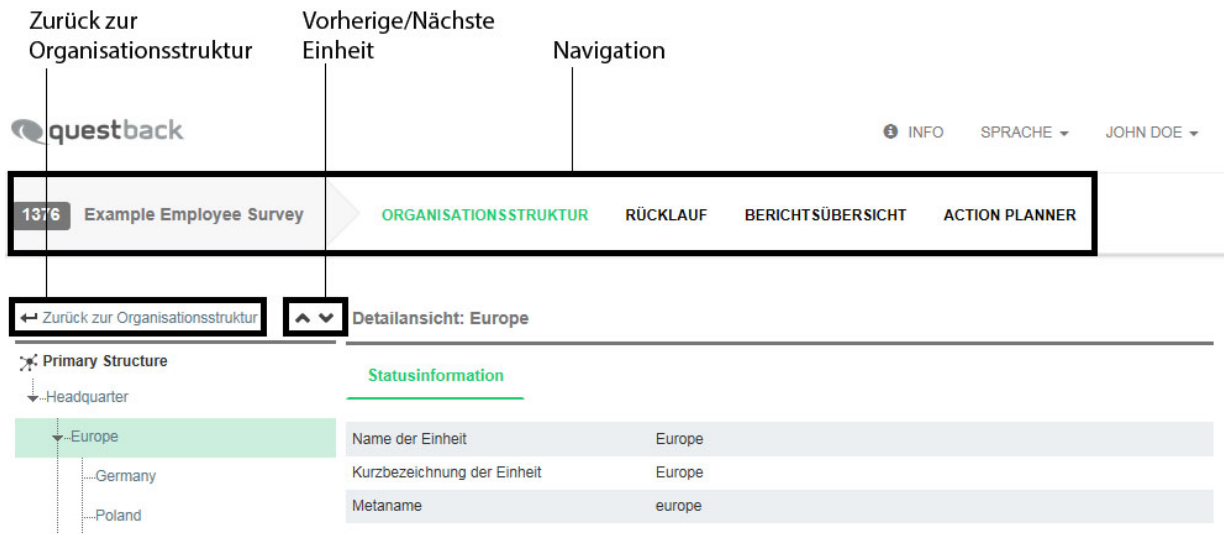 Zurück zur
Organisationsstruktur
Vorherige/Nächste
Einheit
Navigation
questback
INFO SPRACHE JOHN DOE
1376 Example Employee Survey ORGANISATIONSSTRUKTUR RÜCKLAUF BERICHTSÜBERSICHT ACTION PLANNER
Zurück zur Organisationsstruktur Detailansicht: Europe
Primary Structure
Statusinformation
Headquarter
Europe
Name der Einheit Europe
Kurzbezeichnung der Einheit Europe
Germany
Metaname europe
Poland